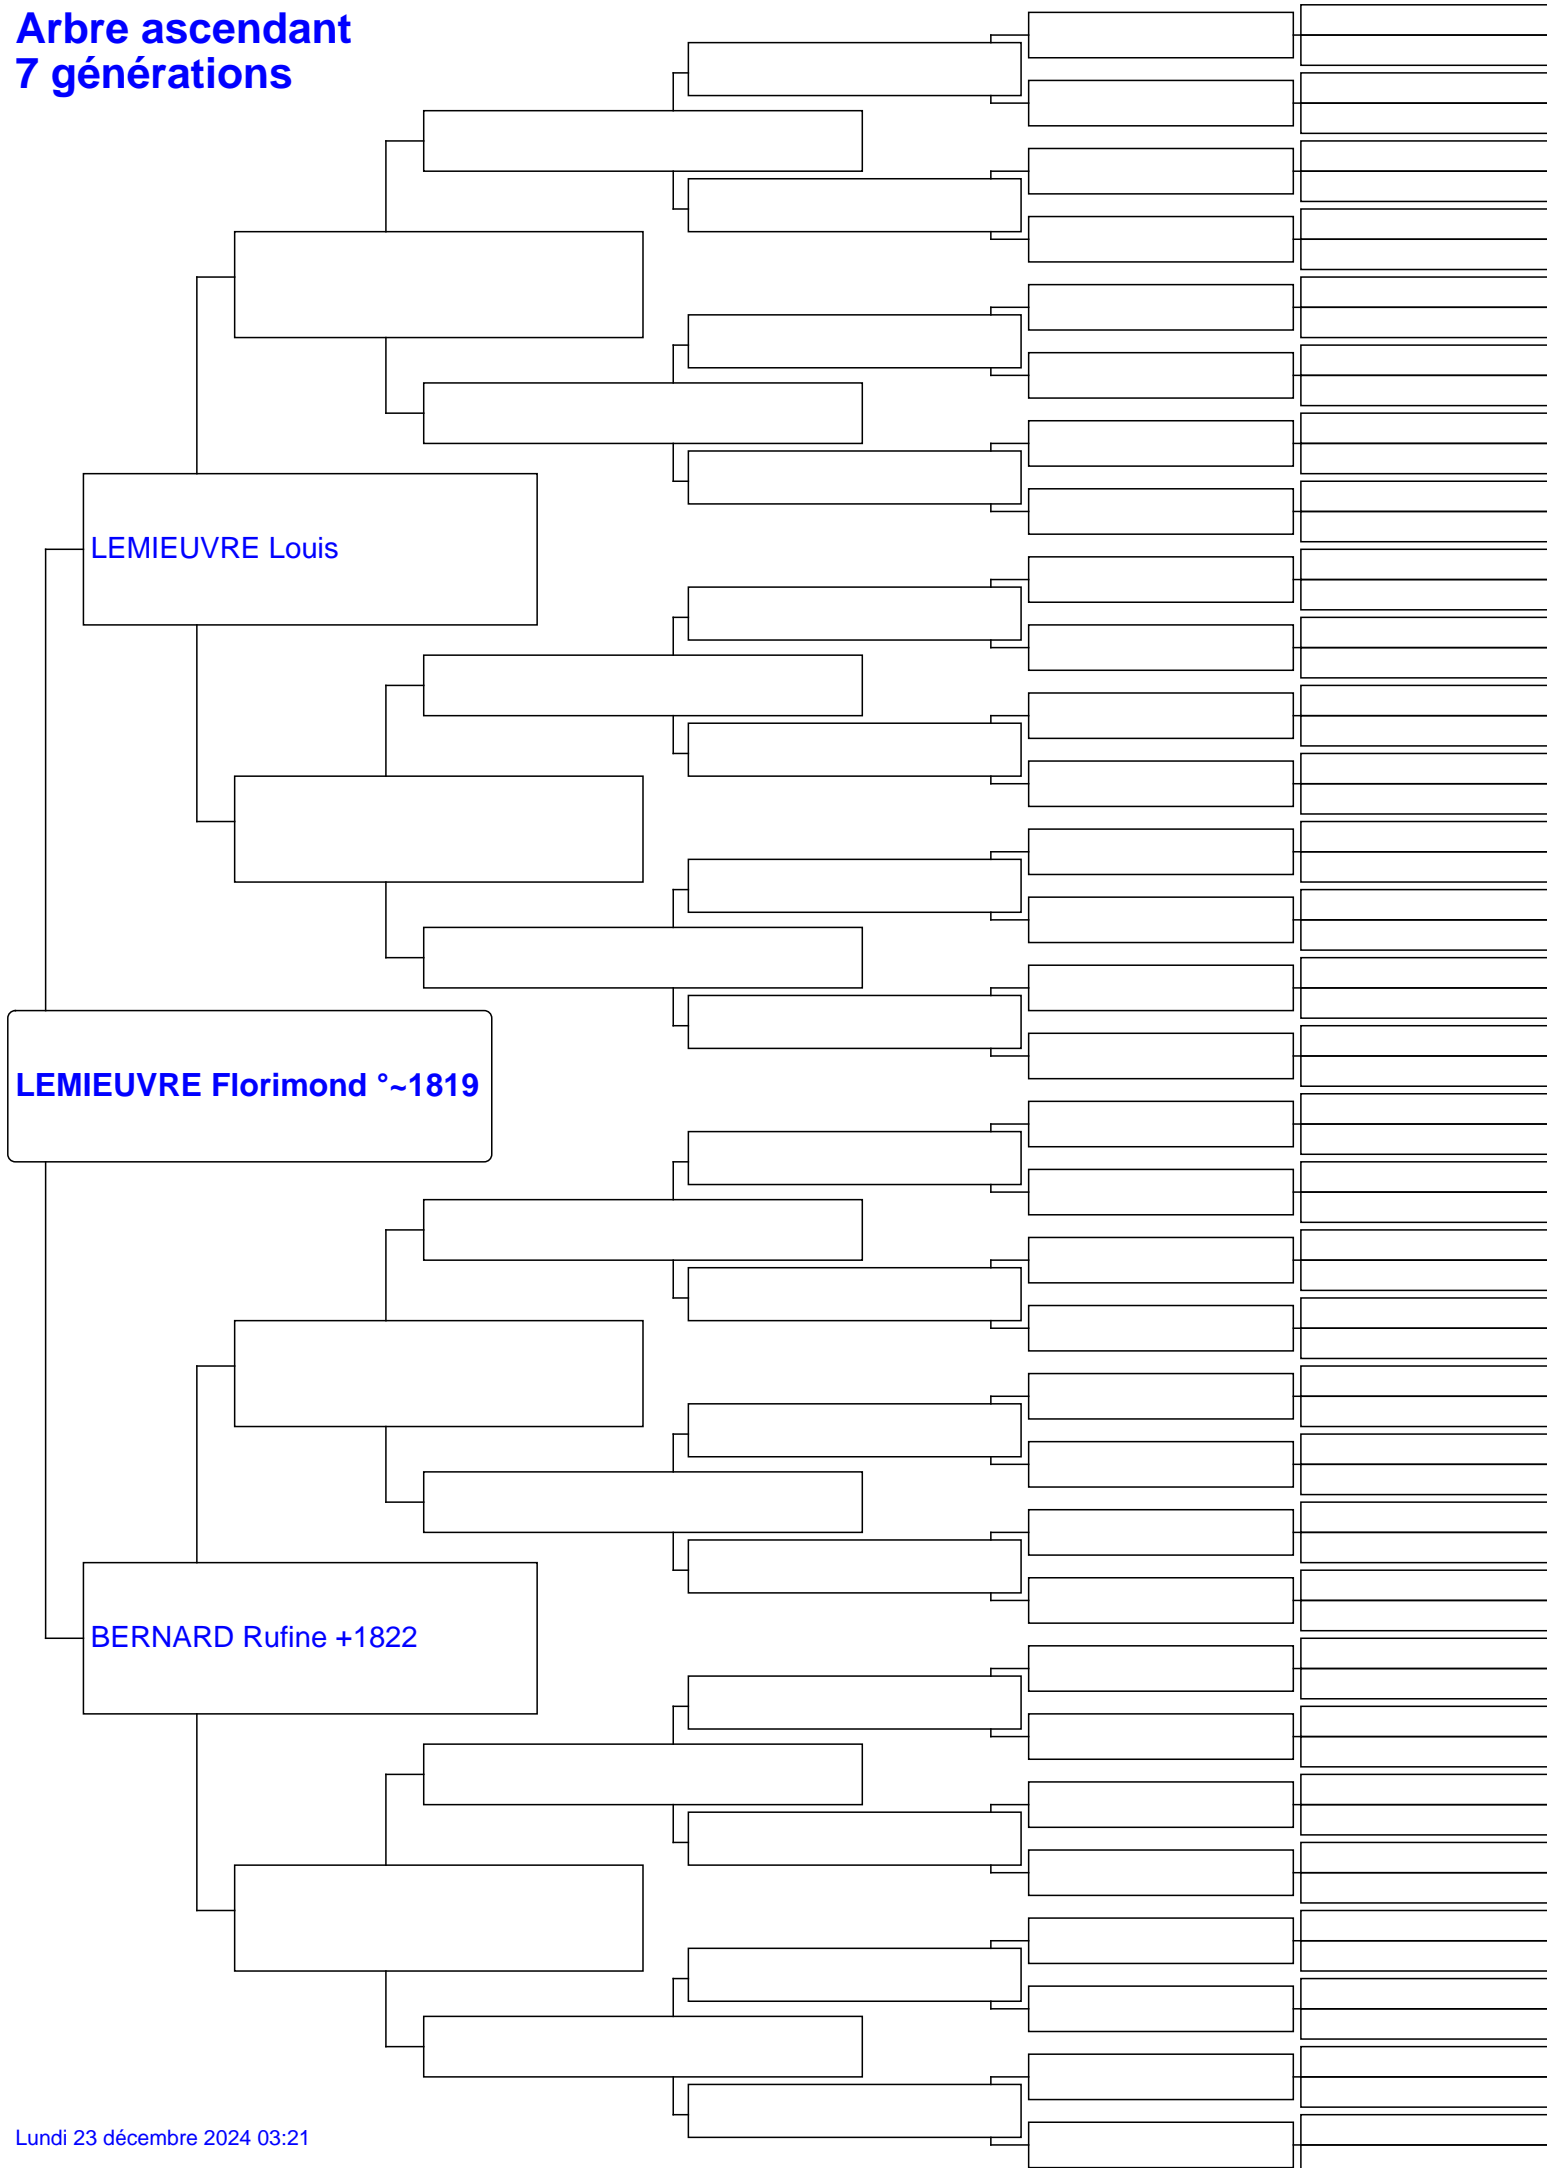 Arbre ascendant
7 générations
LEMIEUVRE Louis
LEMIEUVRE Florimond °~1819
BERNARD Rufine +1822
Lundi 23 décembre 2024 03:21